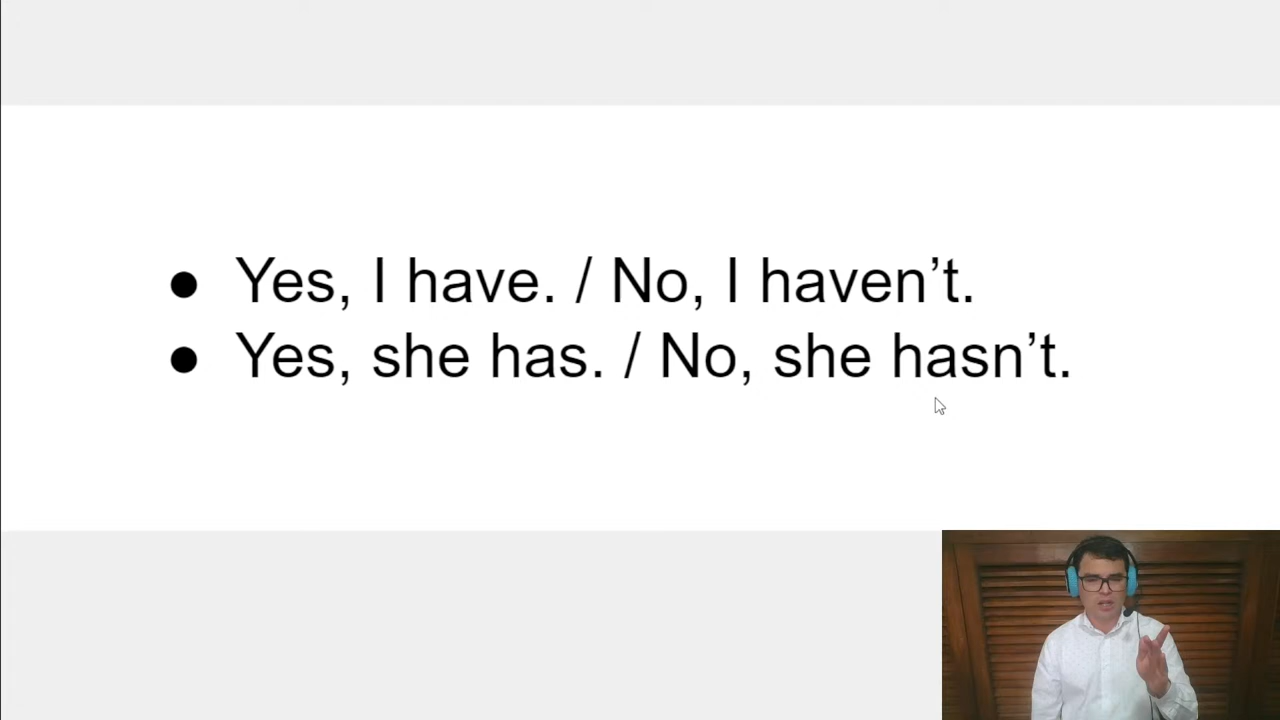 ● Yes, I have. / No, I haven’t.
● Yes, she has. / No, she hasn’t.